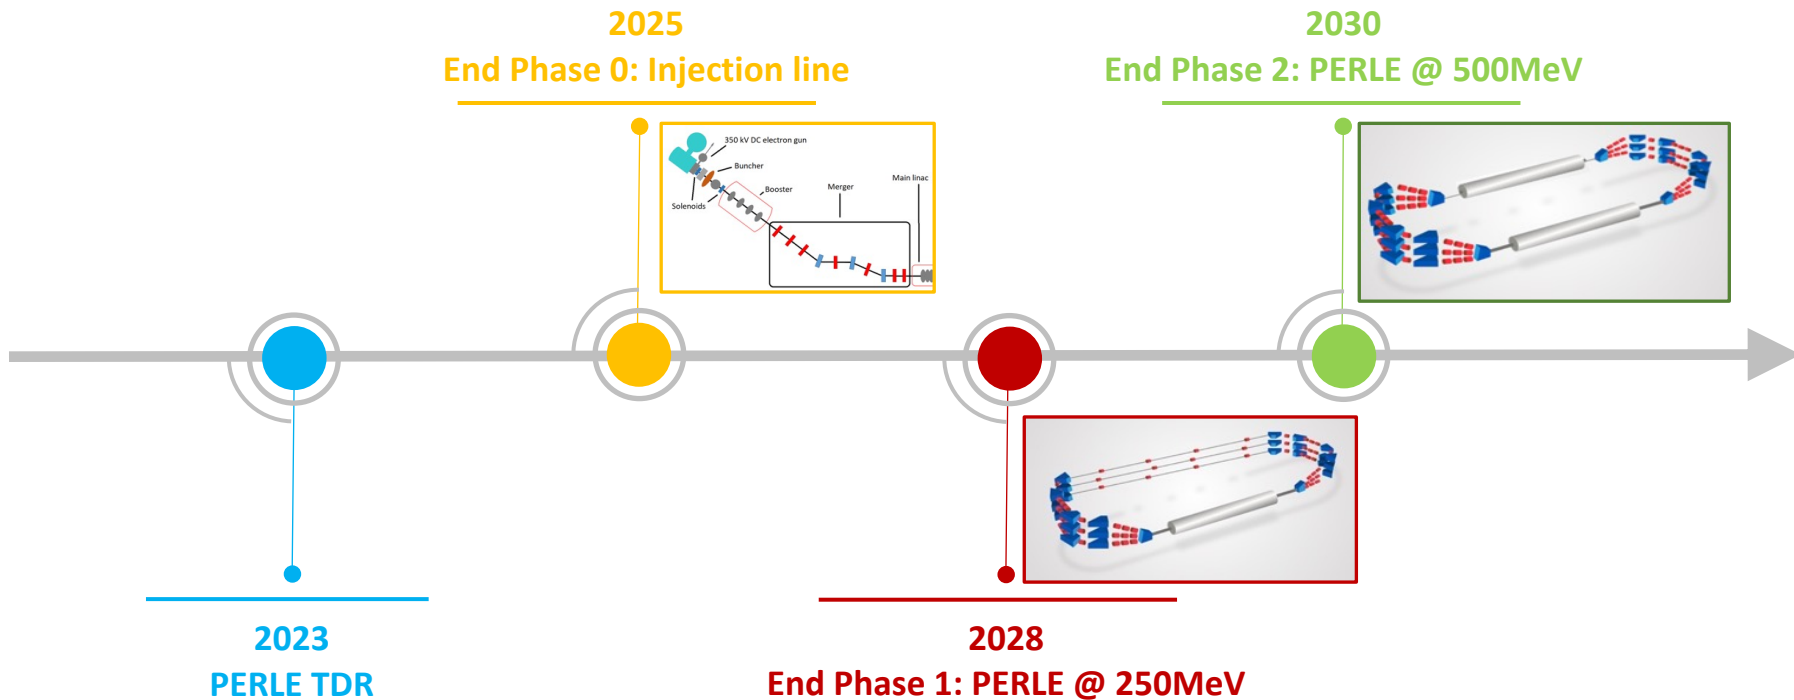 2025
End Phase 0: Injection line
2030
End Phase 2: PERLE @ 500MeV
350 kV DC electron gun
Buncher
Booster
Solenoids
Merger
Main linac
2023
PERLE TDR
2028
End Phase 1: PERLE @ 250MeV